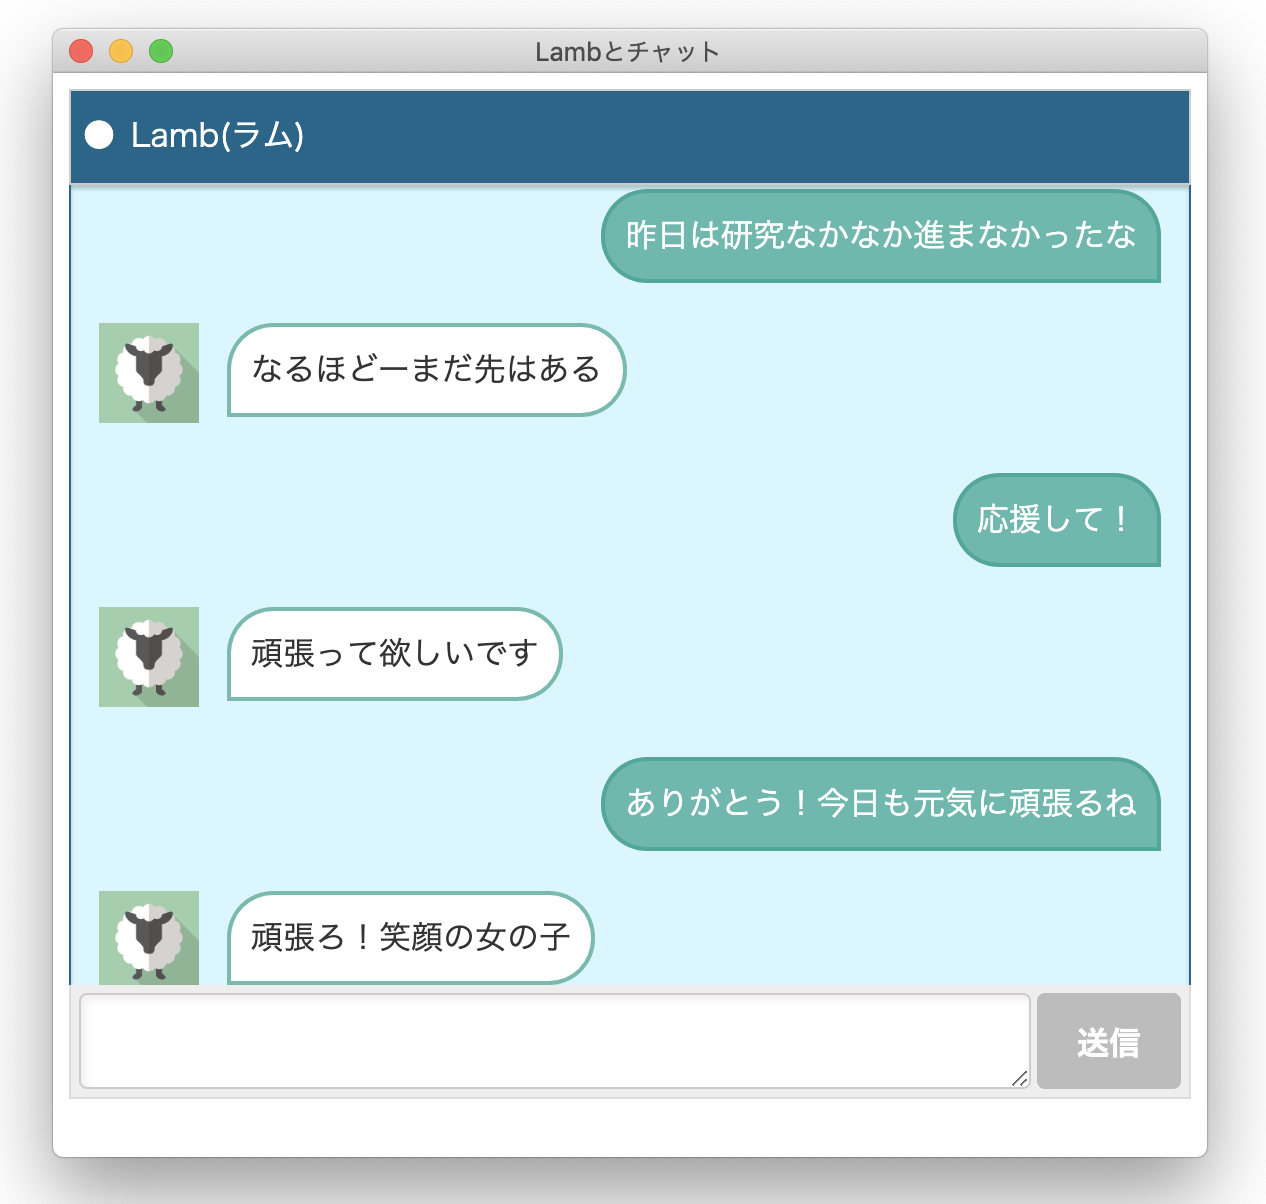 Lambとチャット
Lamb(ラム)
昨日は研究なかなか進まなかったな
なるほどーまだ先はある
応援して！
頑張って欲しいです
ありがとう！今日も元気に頑張るね
頑張ろ！笑顔の女の子
送信